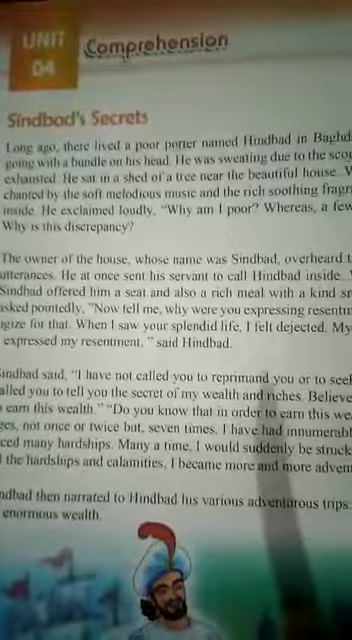 UNIT
04
Comprehension
Sindbad's Secrets
Long ago, there lived a poor porter named Hindbad in Baghd
going with a bundle on his head. He was sweating due to the scor
exhausted. He sat in a shed of a tree near the beautiful house.
chanted by the soft melodious music and the rich soothing fragr
inside. He exclaimed loudly, "Why am I poor? Whereas, a few
Why is this discrepancy?
The owner of the house, whose name was Sindbad, overheard t
utterances. He at once sent his servant to call Hindbad inside.
Sindbad offered him a seat and also a rich meal with a kind sm
asked pointedly, "Now tell me, why were you expressing resentm
ogize for that. When I saw your splendid life, I felt dejected. My
expressed my resentment, " said Hindbad.
indbad said, "I have not called you to reprimand you or to seek
alled you to tell you the secret of my wealth and riches. Believe
earn this wealth." "Do you know that in order to earn this we
ges, not once or twice but, seven times. I have had innumerabl
ced many hardships. Many a time, I would suddenly be struck
the hardships and calamities, I became more and more adven
ndbad then narrated to Hindbad his various adventurous trips
enormous wealth.